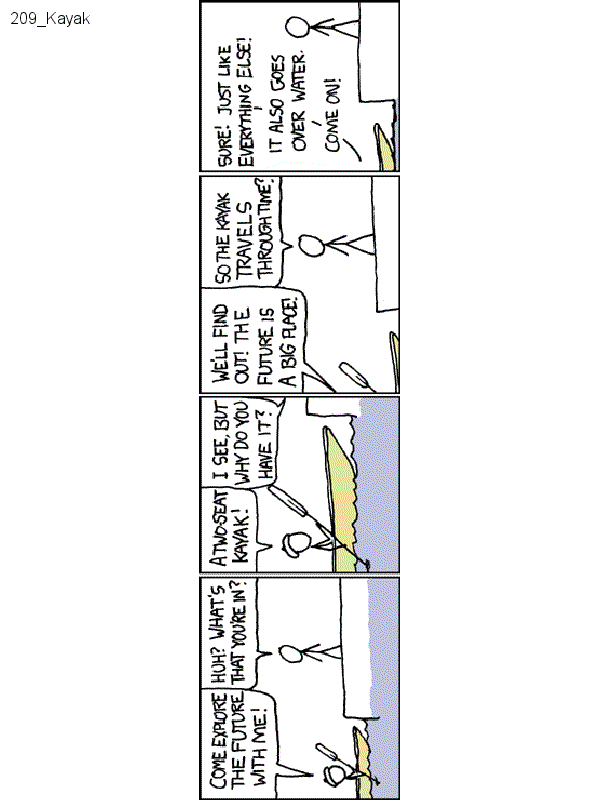 209_Kayak
COME EXPLORE
THE FUTURE
WITH ME!
HUH? WHAT'S
THAT YOU'RE IN?
A TWO-SEAT
KAYAK!
I SEE, BUT
WHY DO YOU
HAVE IT?
WE'LL FIND
OUT! THE
FUTURE IS
A BIG PLACE!
SO THE KAYAK
TRAVELS
THROUGH TIME?
SURE! JUST LIKE
EVERYTHING ELSE!
IT ALSO GOES
OVER WATER.
COME ON!